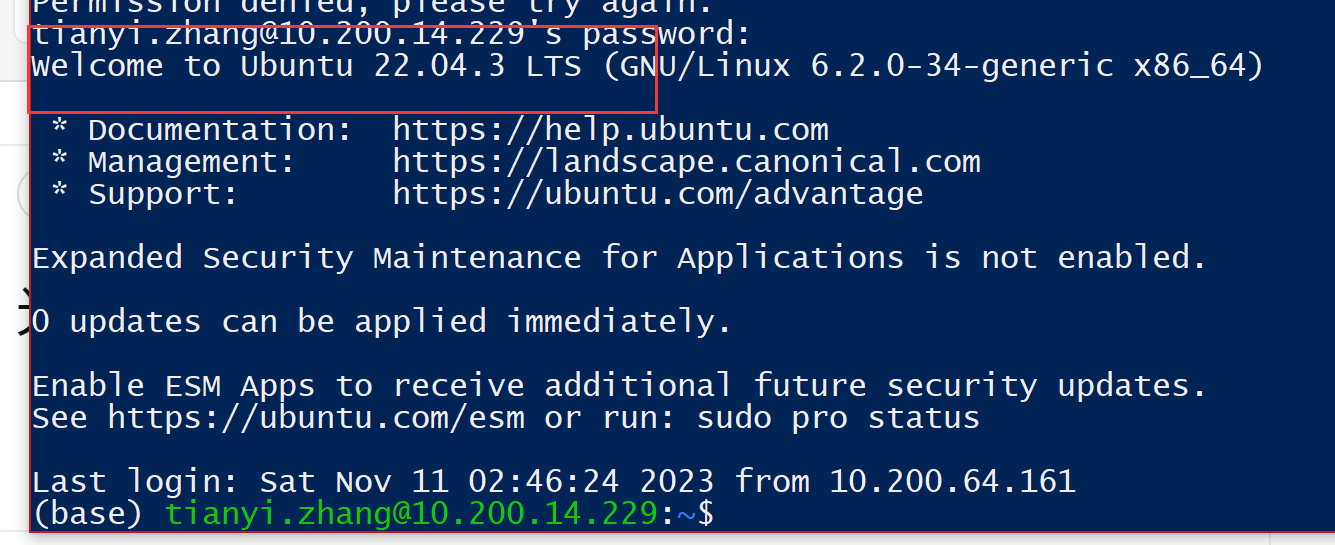 Permission denied, please try again.
tianyi.zhang@10.200.14.229's password:
Welcome to Ubuntu 22.04.3 LTS (GNU/Linux 6.2.0-34-generic x86_64)
* Documentation: https://help.ubuntu.com
* Management: https://landscape.canonical.com
* Support: https://ubuntu.com/advantage
Expanded Security Maintenance for Applications is not enabled.
0 updates can be applied immediately.
Enable ESM Apps to receive additional future security updates.
See https://ubuntu.com/esm or run: sudo pro status
Last login: Sat Nov 11 02:46:24 2023 from 10.200.64.161
(base) tianyi.zhang@10.200.14.229:~$